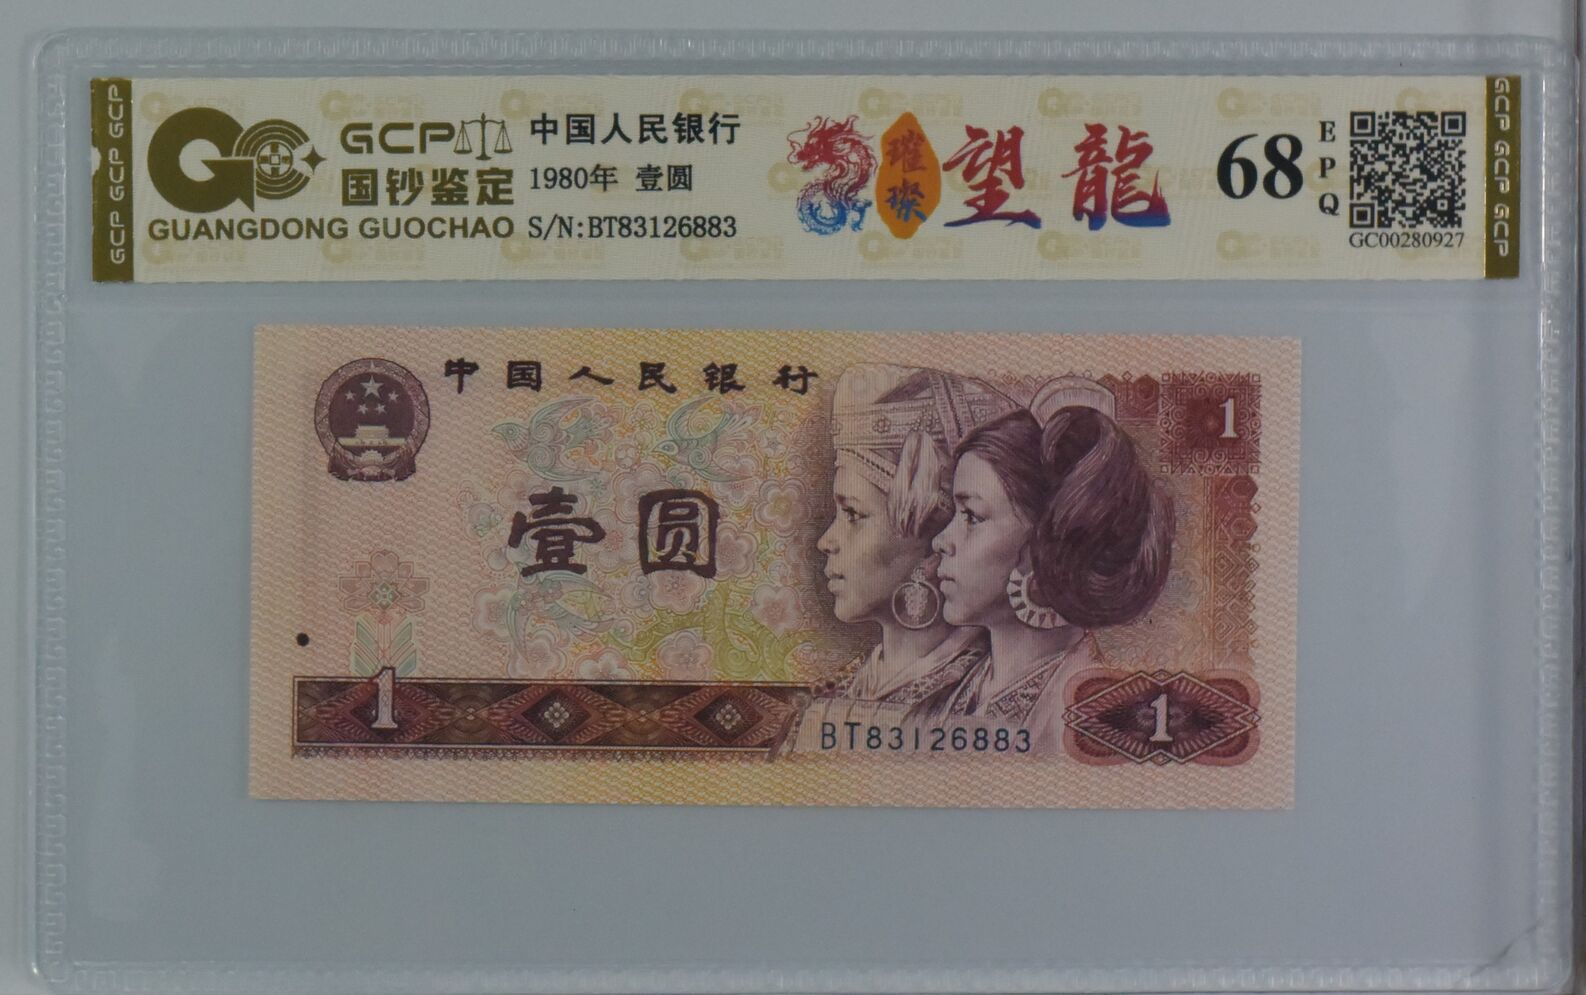 GCP GCP GCP
GCP
国钞鉴定
GUANGDONG GUOCHAO
中国人民银行
1980年 壹圆
S/N:BT83126883
璀璨
望龍
68
EPQ
GC00280927
GCP GCP GCP
中国人民银行
1
壹圆
1
BT83126883
1